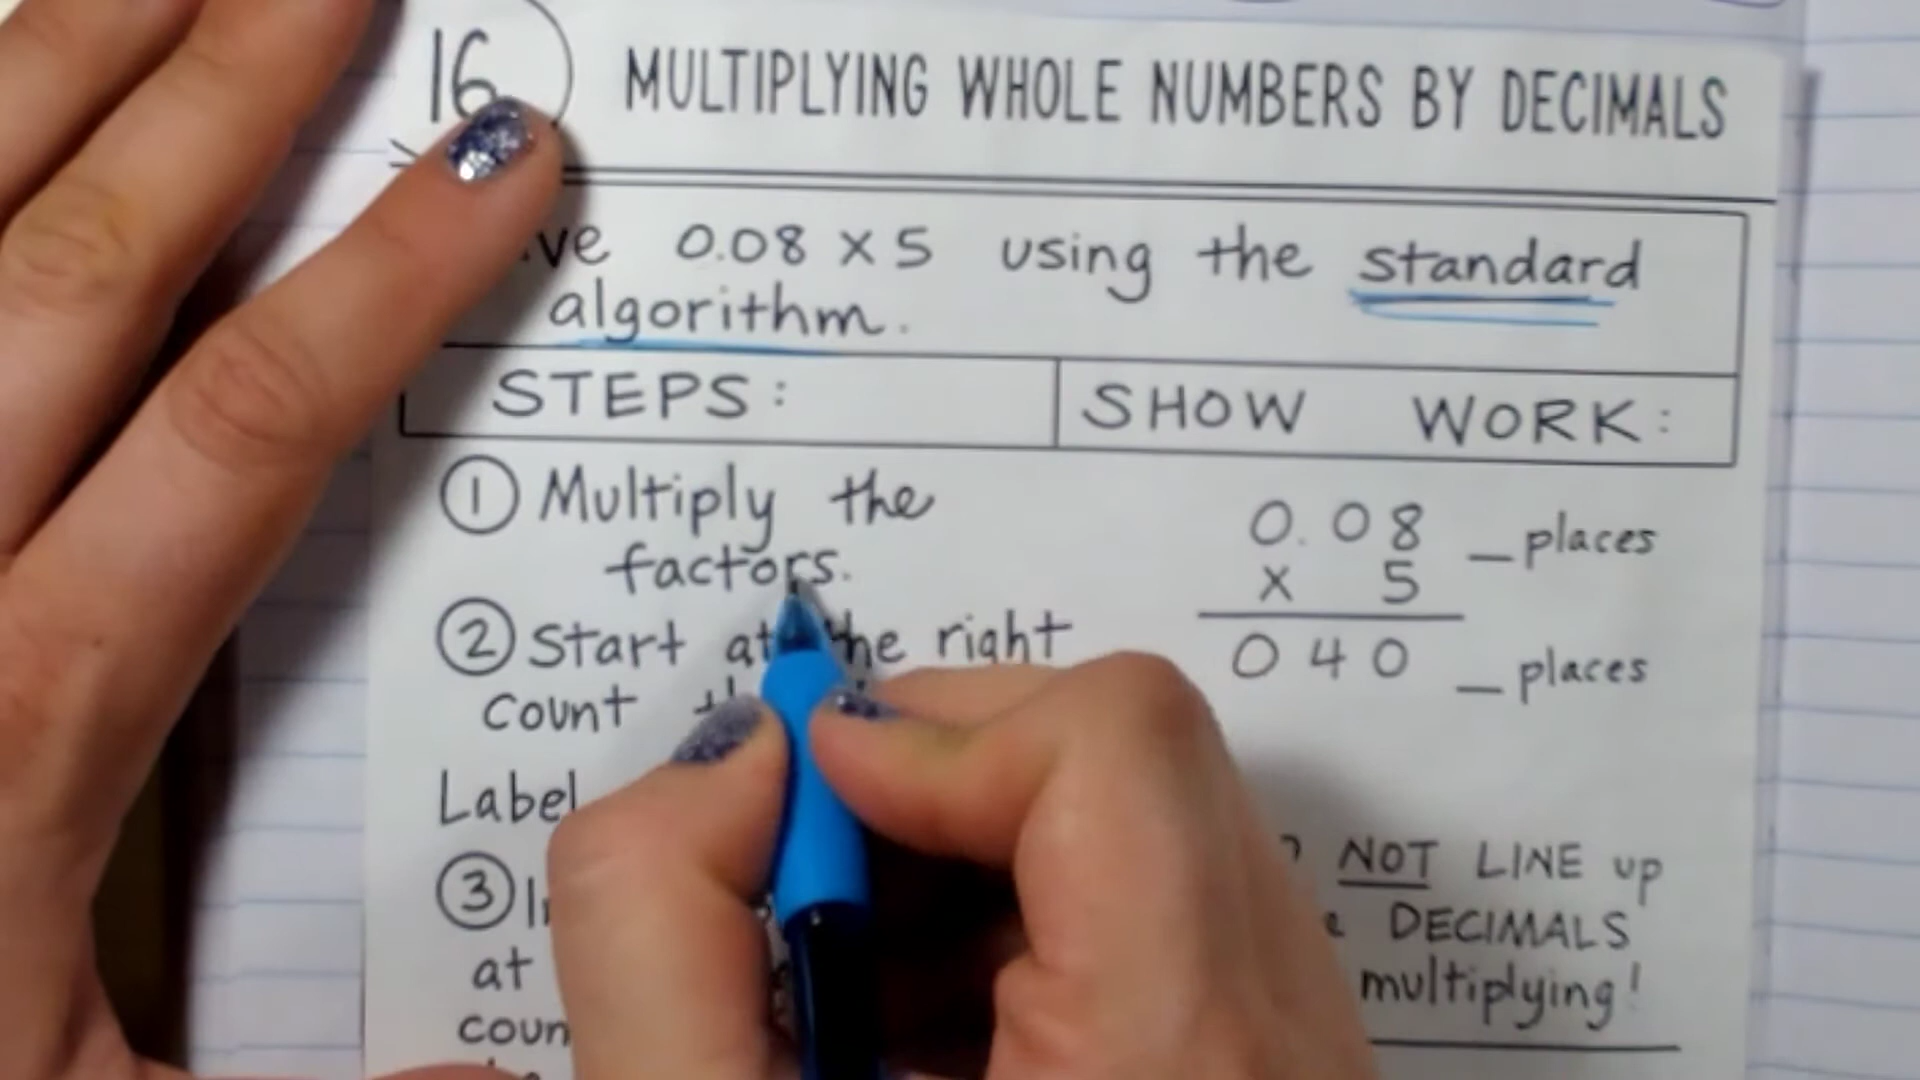 16 MULTIPLYING WHOLE NUMBERS BY DECIMALS
0.08 x 5 using the standard
algorithm.
STEPS: SHOW WORK:
① Multiply the
factors.
0.08 _ places
x 5
040 _ places
② Start at the right
count
Label
③
NOT LINE up
DECIMALS
at
multiplying!